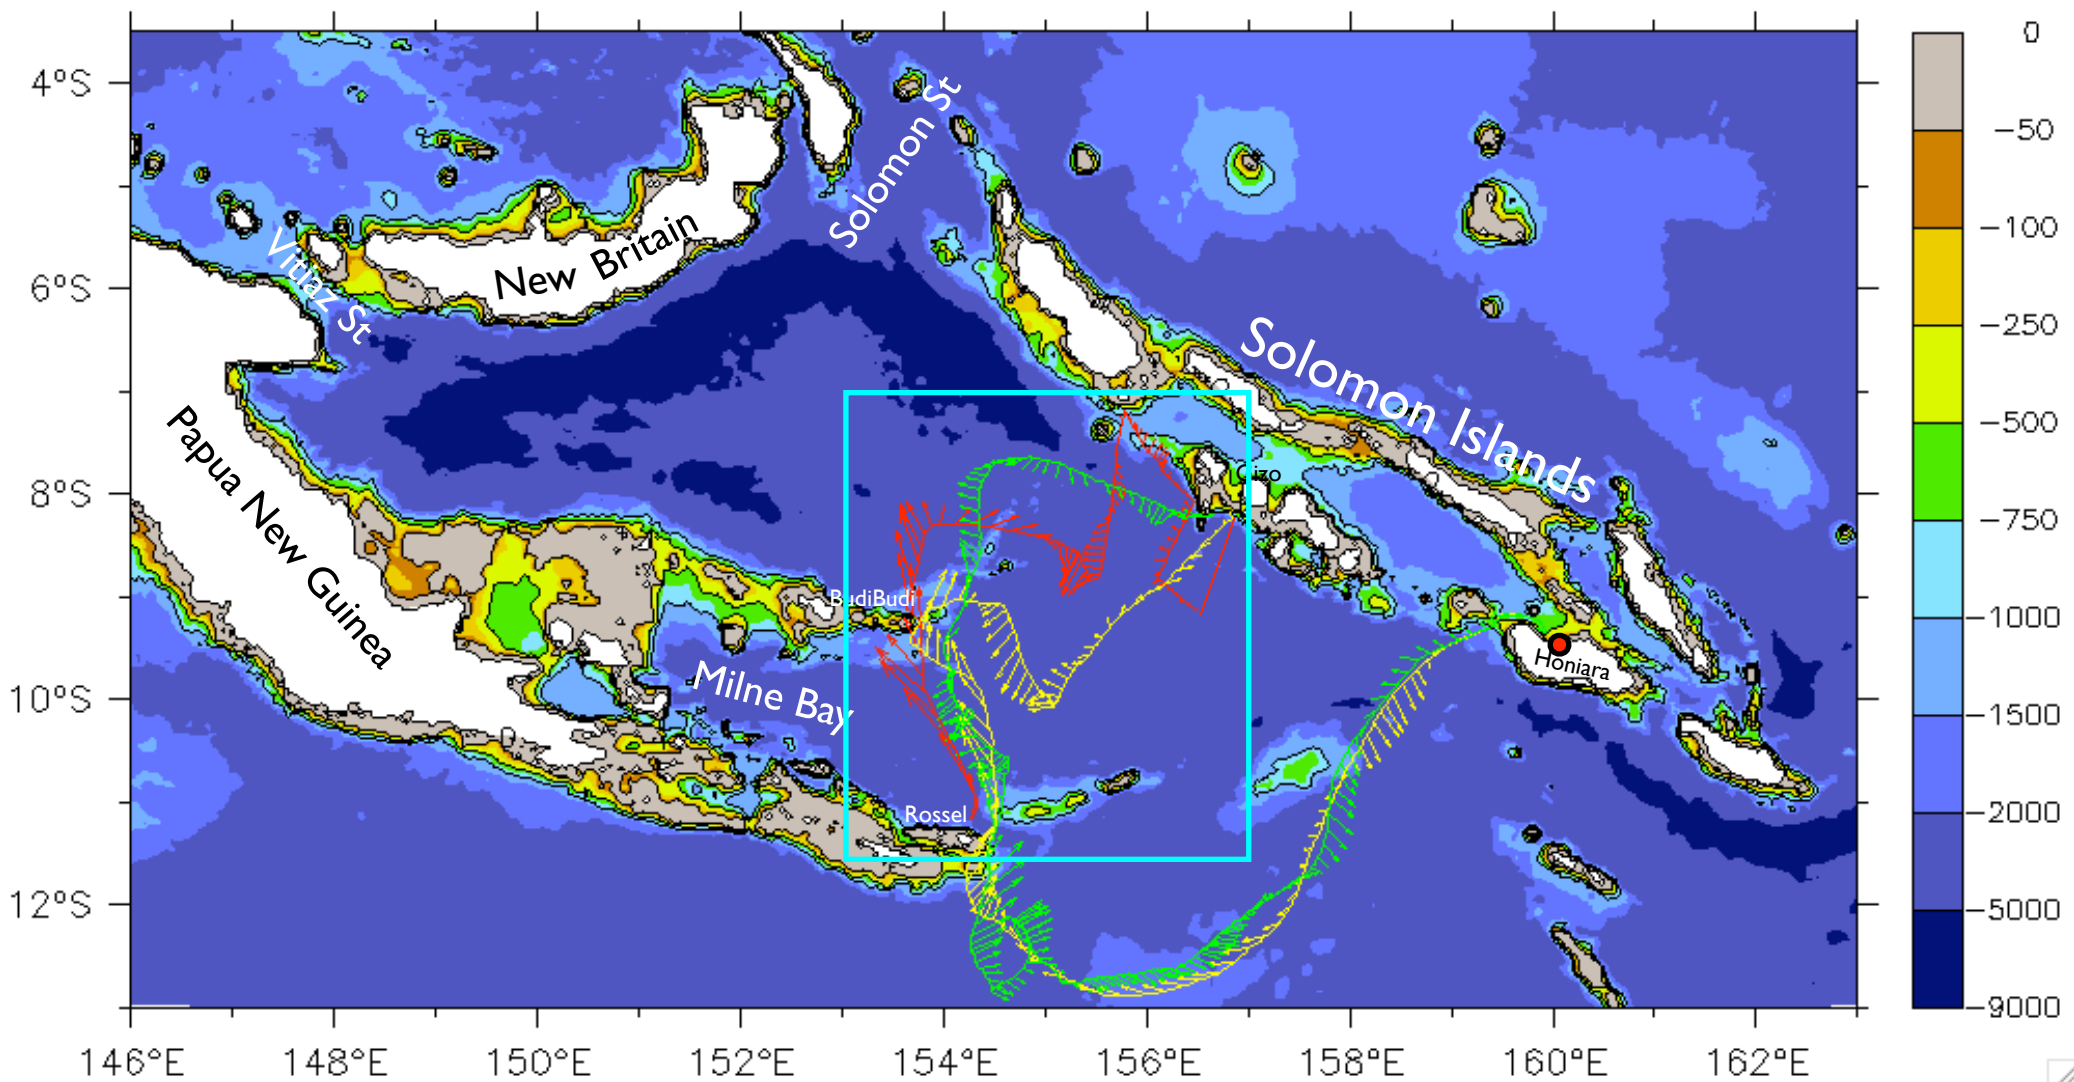 4°S
6°S
8°S
10°S
12°S
146°E
148°E
150°E
152°E
154°E
156°E
158°E
160°E
162°E
Solomon St
Vitiaz St
New Britain
Solomon Islands
Papua New Guinea
Gizo
BudiBudi
Milne Bay
Honiara
Rossel
0
-50
-100
-250
-500
-750
-1000
-1500
-2000
-5000
-9000